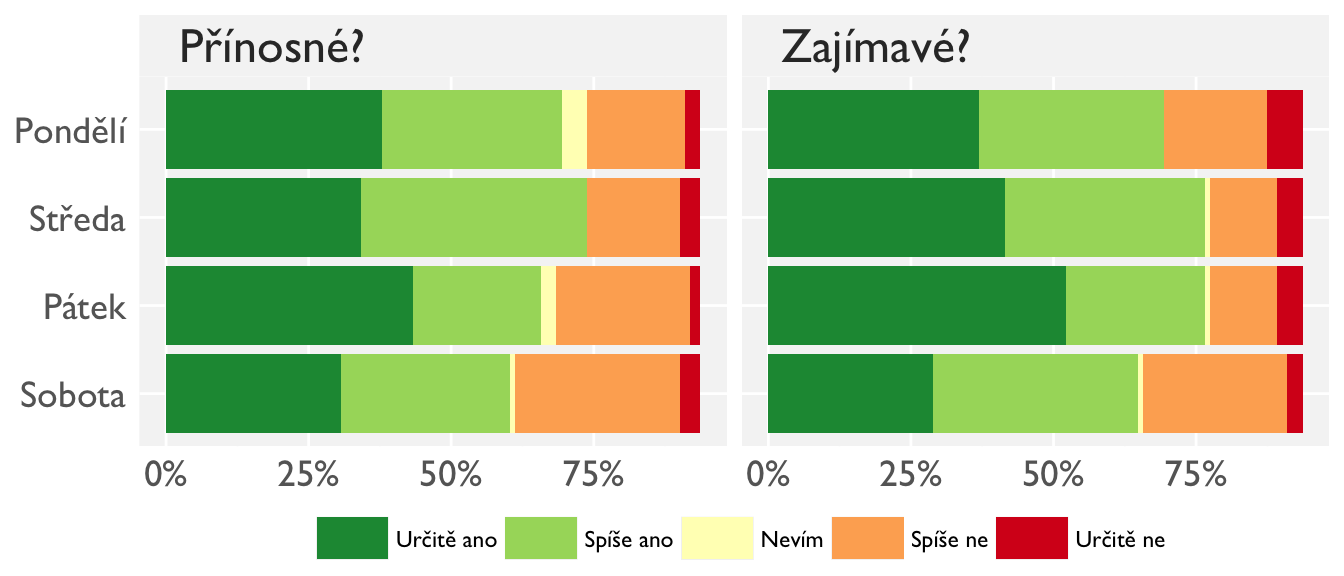 Přínosné? Zajímavé?
Pondělí
Středa
Pátek
Sobota
0% 25% 50% 75% 0% 25% 50% 75%
Určitě ano Spíše ano Nevím Spíše ne Určitě ne